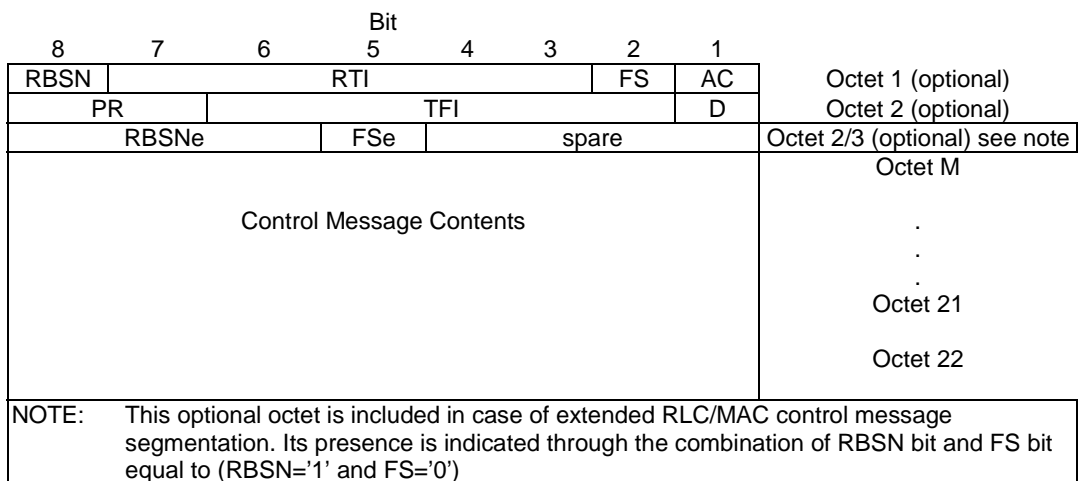 Bit
8 7 6 5 4 3 2 1
RBSN RTI FS AC Octet 1 (optional)
PR TFI D Octet 2 (optional)
RBSNe FSe spare Octet 2/3 (optional) see note
Octet M
Control Message Contents .
.
.
Octet 21
Octet 22
NOTE: This optional octet is included in case of extended RLC/MAC control message
segmentation. Its presence is indicated through the combination of RBSN bit and FS bit
equal to (RBSN='1' and FS='0')